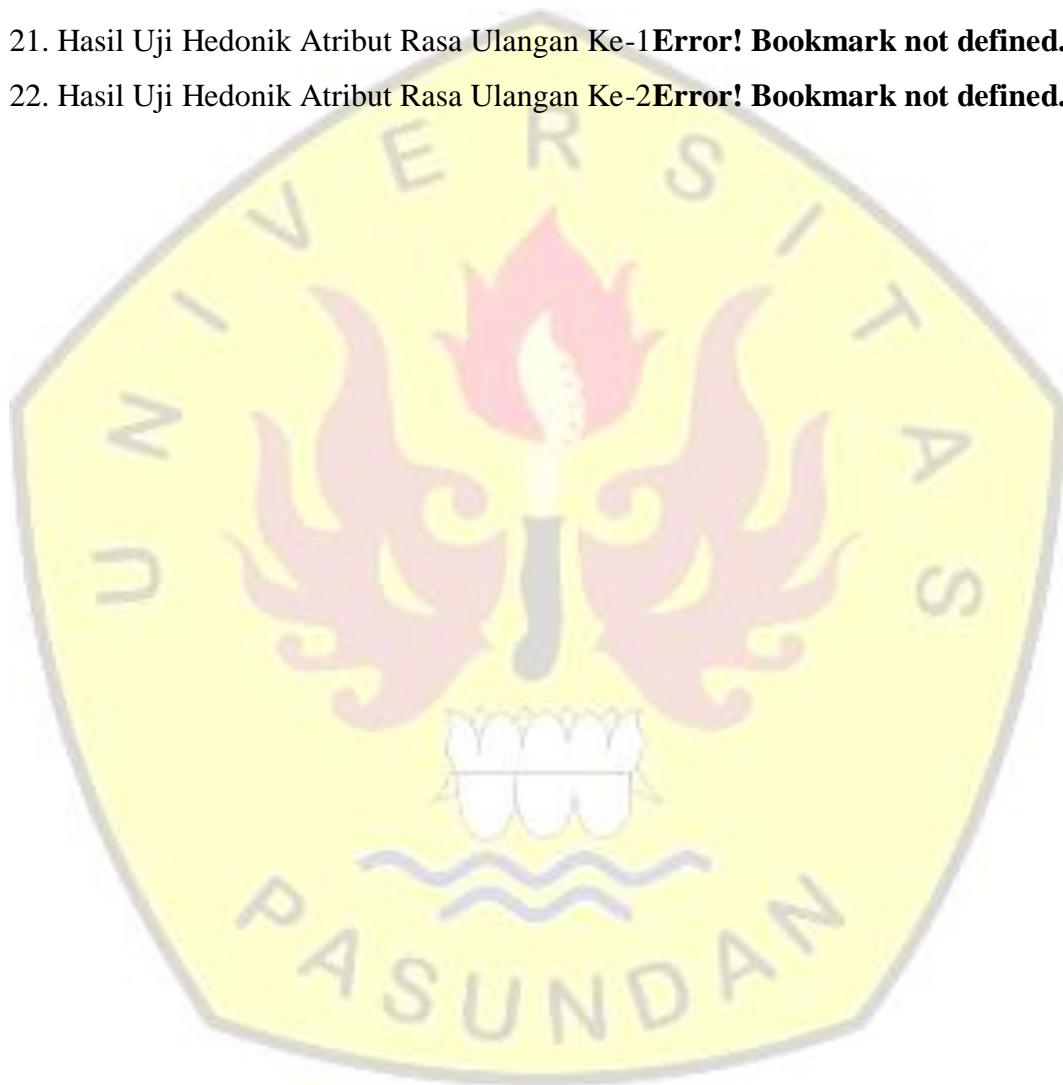 21. Hasil Uji Hedonik Atribut Rasa Ulangan Ke-1Error! Bookmark not defined.
22. Hasil Uji Hedonik Atribut Rasa Ulangan Ke-2Error! Bookmark not defined.
UNIVERSITAS
PASUNDAN